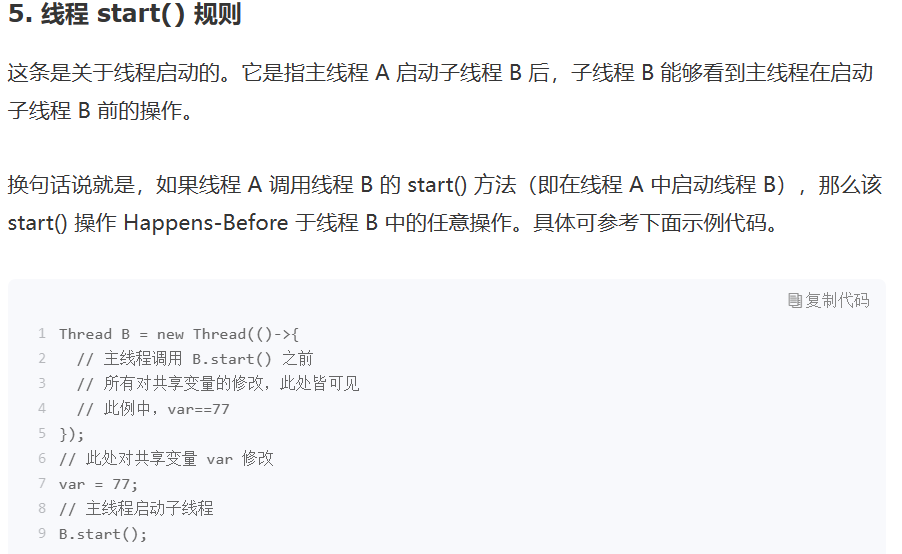 5. 线程 start() 规则
这条是关于线程启动的。它是指主线程 A 启动子线程 B 后，子线程 B 能够看到主线程在启动
子线程 B 前的操作。
换句话说就是，如果线程 A 调用线程 B 的 start() 方法（即在线程 A 中启动线程 B），那么该
start() 操作 Happens-Before 于线程 B 中的任意操作。具体可参考下面示例代码。
复制代码
1 Thread B = new Thread(()->{
2   // 主线程调用 B.start() 之前
3   // 所有对共享变量的修改，此处皆可见
4   // 此例中，var==77
5 });
6 // 此处对共享变量 var 修改
7 var = 77;
8 // 主线程启动子线程
9 B.start();